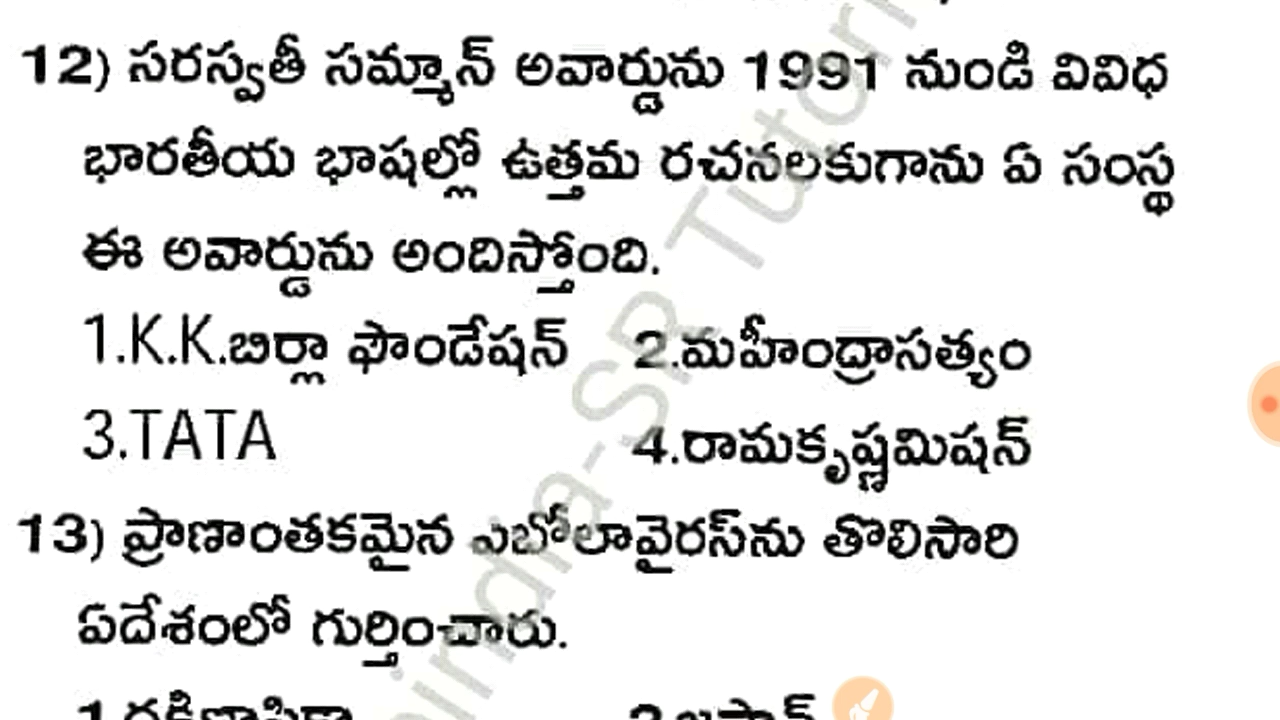 12) సరస్వతీ సమ్మాన్ అవార్డును 1991 నుండి వివిధ
భారతీయ భాషల్లో ఉత్తమ రచనలకుగాను ఏ సంస్థ
ఈ అవార్డును అందిస్తోంది.
1.K.K.బిర్లా ఫౌండేషన్ 2.మహీంద్రాసత్యం
3.TATA 4.రామకృష్ణమిషన్
13) ప్రాణాంతకమైన ఎబోలావైరస్‌ను తొలిసారి
ఏదేశంలో గుర్తించారు.